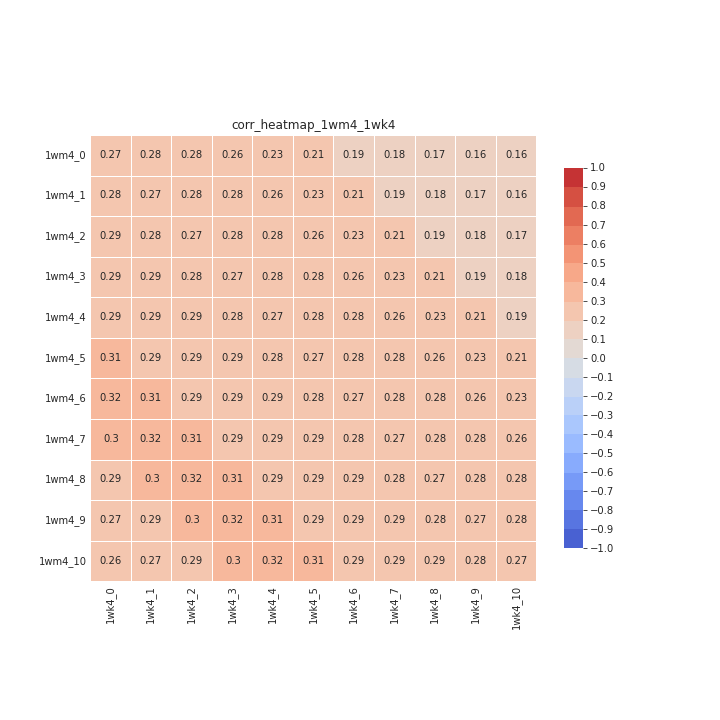 corr_heatmap_1wm4_1wk4
1wm4_0 0.27 0.28 0.28 0.26 0.23 0.21 0.19 0.18 0.17 0.16 0.16
1wm4_1 0.28 0.27 0.28 0.28 0.26 0.23 0.21 0.19 0.18 0.17 0.16
1wm4_2 0.29 0.28 0.27 0.28 0.28 0.26 0.23 0.21 0.19 0.18 0.17
1wm4_3 0.29 0.29 0.28 0.27 0.28 0.28 0.26 0.23 0.21 0.19 0.18
1wm4_4 0.29 0.29 0.29 0.28 0.27 0.28 0.28 0.26 0.23 0.21 0.19
1wm4_5 0.31 0.29 0.29 0.29 0.28 0.27 0.28 0.28 0.26 0.23 0.21
1wm4_6 0.32 0.31 0.29 0.29 0.29 0.28 0.27 0.28 0.28 0.26 0.23
1wm4_7 0.3 0.32 0.31 0.29 0.29 0.29 0.28 0.27 0.28 0.28 0.26
1wm4_8 0.29 0.3 0.32 0.31 0.29 0.29 0.29 0.28 0.27 0.28 0.28
1wm4_9 0.27 0.29 0.3 0.32 0.31 0.29 0.29 0.29 0.28 0.27 0.28
1wm4_10 0.26 0.27 0.29 0.3 0.32 0.31 0.29 0.29 0.29 0.28 0.27
1wk4_0 1wk4_1 1wk4_2 1wk4_3 1wk4_4 1wk4_5 1wk4_6 1wk4_7 1wk4_8 1wk4_9 1wk4_10
1.0
0.9
0.8
0.7
0.6
0.5
0.4
0.3
0.2
0.1
0.0
−0.1
−0.2
−0.3
−0.4
−0.5
−0.6
−0.7
−0.8
−0.9
−1.0